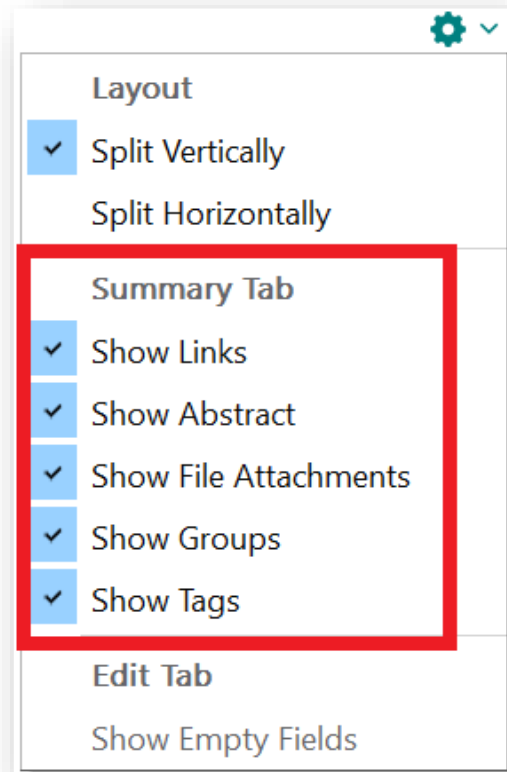 Layout
Split Vertically
Split Horizontally
Summary Tab
Show Links
Show Abstract
Show File Attachments
Show Groups
Show Tags
Edit Tab
Show Empty Fields